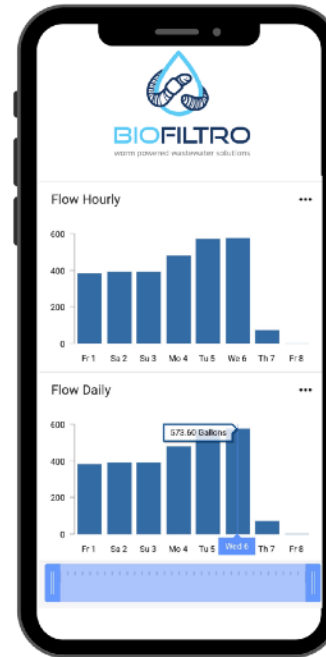 BIOFILTRO
worm powered wastewater solutions
Flow Hourly
600
400
200
0
Fr 1 Sa 2 Su 3 Mo 4 Tu 5 We 6 Th 7 Fr 8
Flow Daily
600
573.60 Gallons
400
200
0
Fr 1 Sa 2 Su 3 Mo 4 Tu 5 Wed 6 Th 7 Fr 8